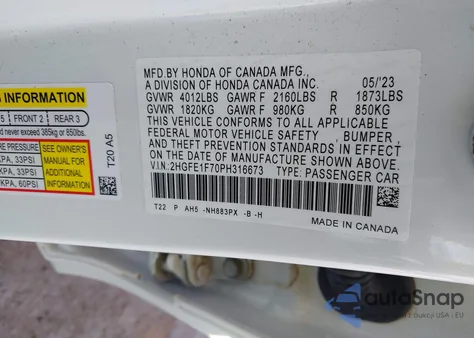 MFD.BY HONDA OF CANADA MFG.,
A DIVISION OF HONDA CANADA INC. 05/'23
GVWR 4012LBS GAWR F 2160LBS R 1873LBS
GVWR 1820KG GAWR F 980KG R 850KG
THIS VEHICLE CONFORMS TO ALL APPLICABLE
FEDERAL MOTOR VEHICLE SAFETY , BUMPER ,
AND THEFT PREVENTION STANDARDS IN EFFECT
ON THE DATE OF MANUFACTURE SHOWN ABOVE.
V.I.N:2HGFE1F70PH316673 TYPE: PASSENGER CAR
T22 P AH5 -NH883PX -B -H
MADE IN CANADA
5 | FRONT 2 | REAR 3
never exceed 385kg or 850lbs.
PRESSURE
KPA, 33PSI
KPA, 33PSI
KPA, 60PSI
SEE OWNER'S
MANUAL FOR
ADDITIONAL
INFORMATION
T20 A5
autoSnap
EU